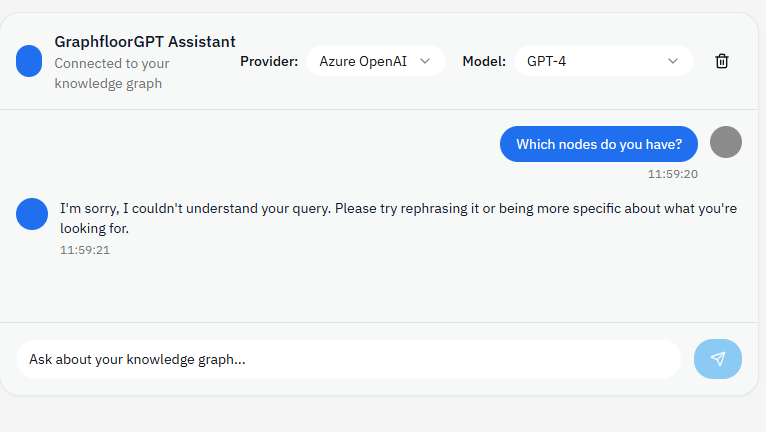 GraphfloorGPT Assistant
Connected to your
knowledge graph
Provider: Azure OpenAI Model: GPT-4
Which nodes do you have?
11:59:20
I'm sorry, I couldn't understand your query. Please try rephrasing it or being more specific about what you're
looking for.
11:59:21
Ask about your knowledge graph...